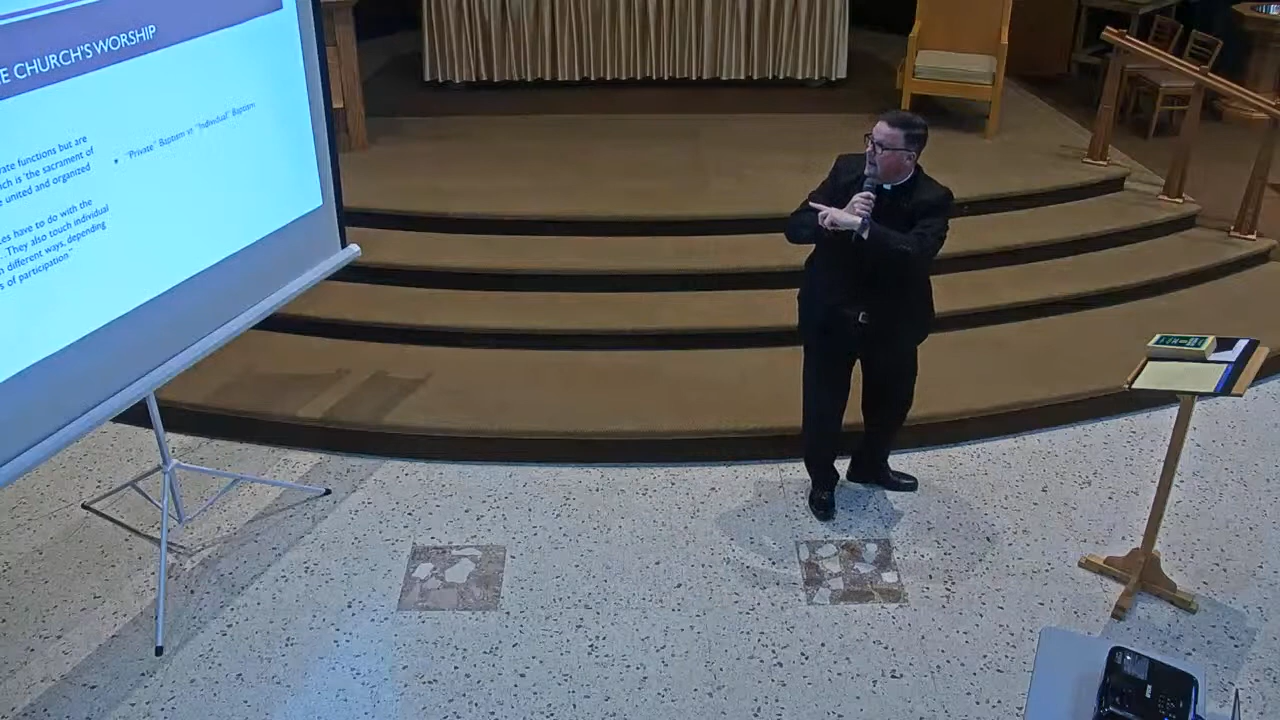 E CHURCH'S WORSHIP
vate functions but are
ch is 'the sacrament of
e united and organized
es have to do with the
. They also touch individual
n different ways, depending
s of participation"
• "Private" Baptism vs "Individual" Baptism